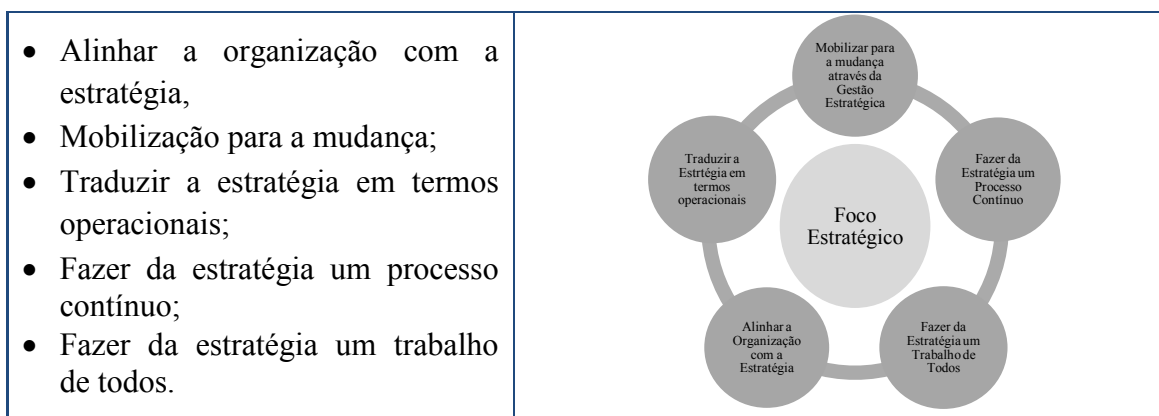 • Alinhar a organização com a
estratégia,
• Mobilização para a mudança;
• Traduzir a estratégia em termos
operacionais;
• Fazer da estratégia um processo
contínuo;
• Fazer da estratégia um trabalho
de todos.
Mobilizar para
a mudança
através da
Gestão
Estratégica
Fazer da
Estratégia um
Processo
Contínuo
Fazer da
Estratégia um
Trabalho de
Todos
Alinhar a
Organização
com a
Estratégia
Traduzir a
Estrtégia em
termos
operacionais
Foco
Estratégico